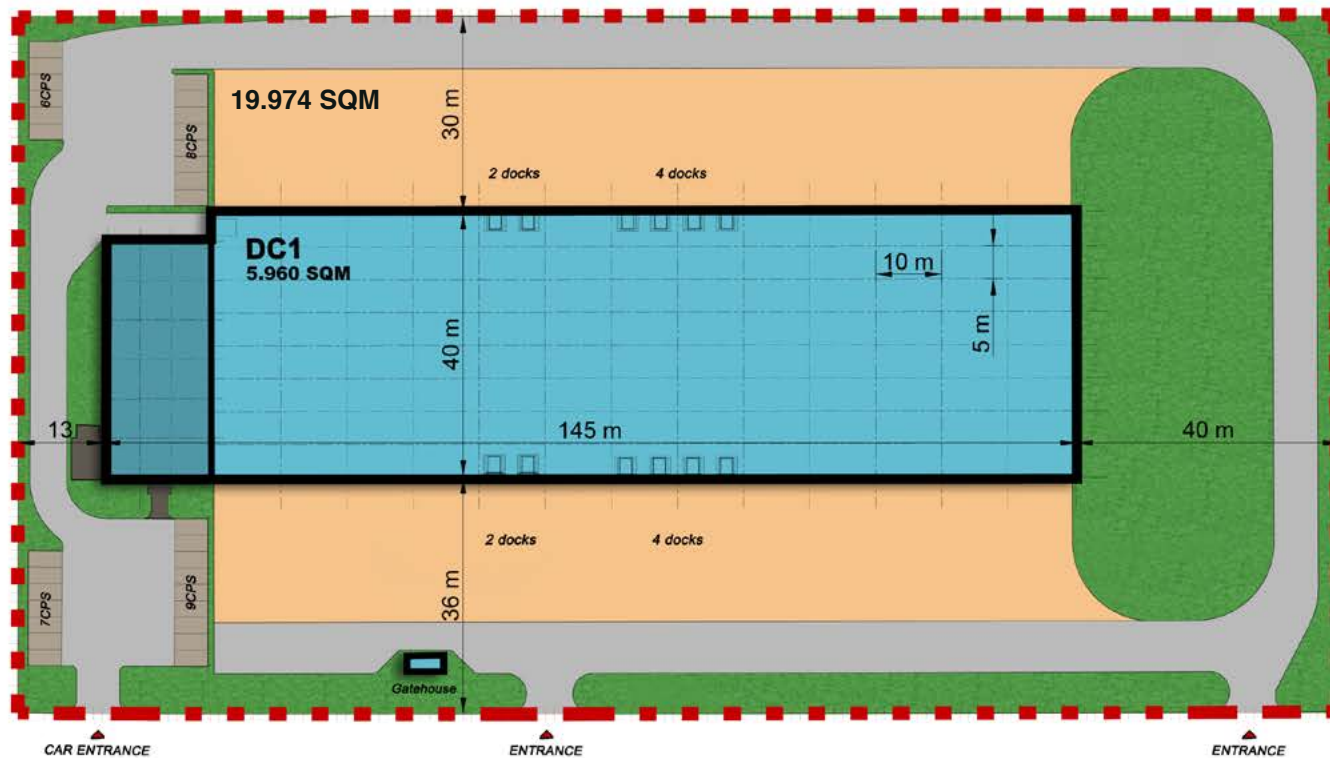 6CPS
8CPS
19.974 SQM
30 m
2 docks
4 docks
DC1
5.960 SQM
10 m
5 m
40 m
13
145 m
40 m
2 docks
4 docks
36 m
7CPS
9CPS
Gatehouse
CAR ENTRANCE
ENTRANCE
ENTRANCE